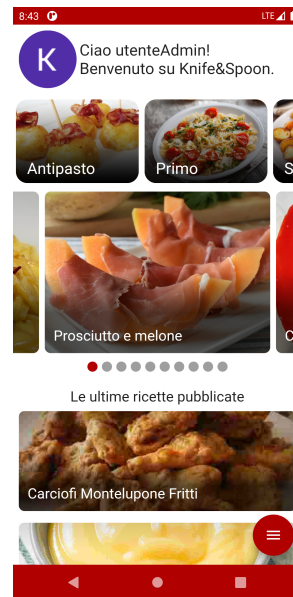 8:43
LTE
K
Ciao utenteAdmin!
Benvenuto su Knife&Spoon.
Antipasto
Primo
S
Prosciutto e melone
C
Le ultime ricette pubblicate
Carciofi Montelupone Fritti